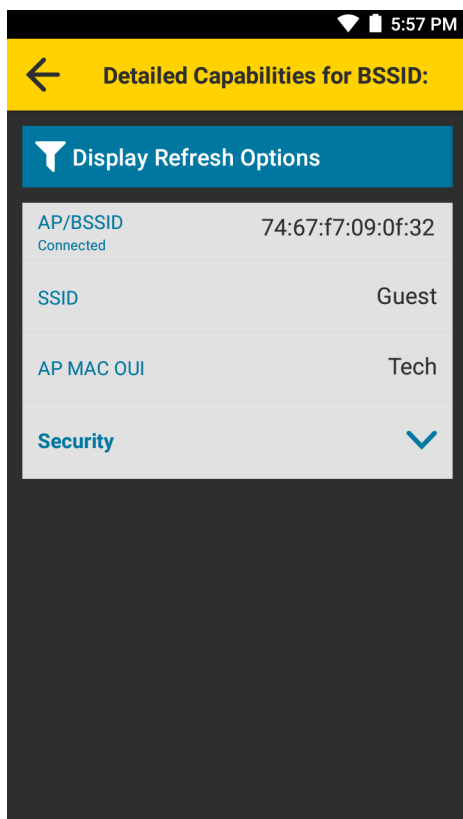 5:57 PM
Detailed Capabilities for BSSID:
Display Refresh Options
AP/BSSID 74:67:f7:09:0f:32
Connected
SSID Guest
AP MAC OUI Tech
Security